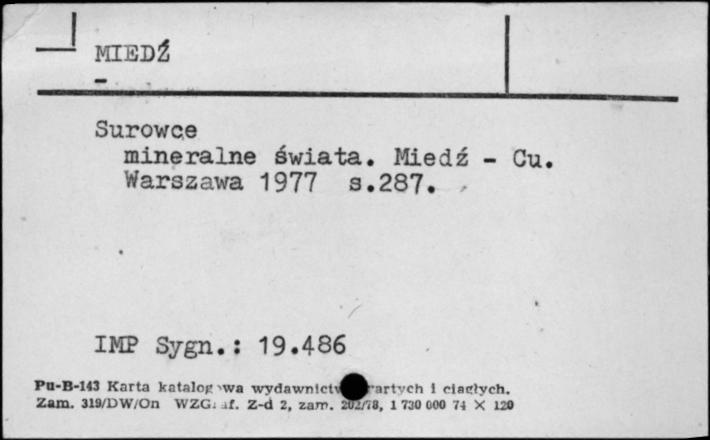 MIEDŹ
-
Surowce
mineralne świata. Miedź - Cu.
Warszawa 1977 s.287.
IMP Sygn.: 19.486
Pu-B-143 Karta katalogowa wydawnictw zwartych i ciągłych.
Zam. 319/DW/On WZGraf. Z-d 2, zam. 202/78, 1 730 000 74 X 120